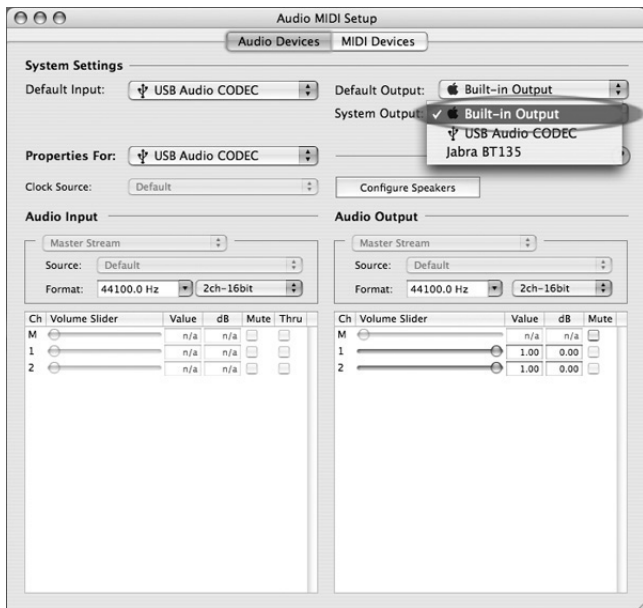 Audio MIDI Setup
Audio Devices MIDI Devices
System Settings
Default Input: USB Audio CODEC Default Output: Built-in Output
System Output: ✓ Built-in Output
USB Audio CODEC
Jabra BT135
Properties For: USB Audio CODEC
Clock Source: Default Configure Speakers
Audio Input Audio Output
Master Stream Master Stream
Source: Default Source: Default
Format: 44100.0 Hz 2ch-16bit Format: 44100.0 Hz 2ch-16bit
Ch Volume Slider Value dB Mute Thru Ch Volume Slider Value dB Mute
M n/a n/a M n/a n/a
1 n/a n/a 1 1.00 0.00
2 n/a n/a 2 1.00 0.00